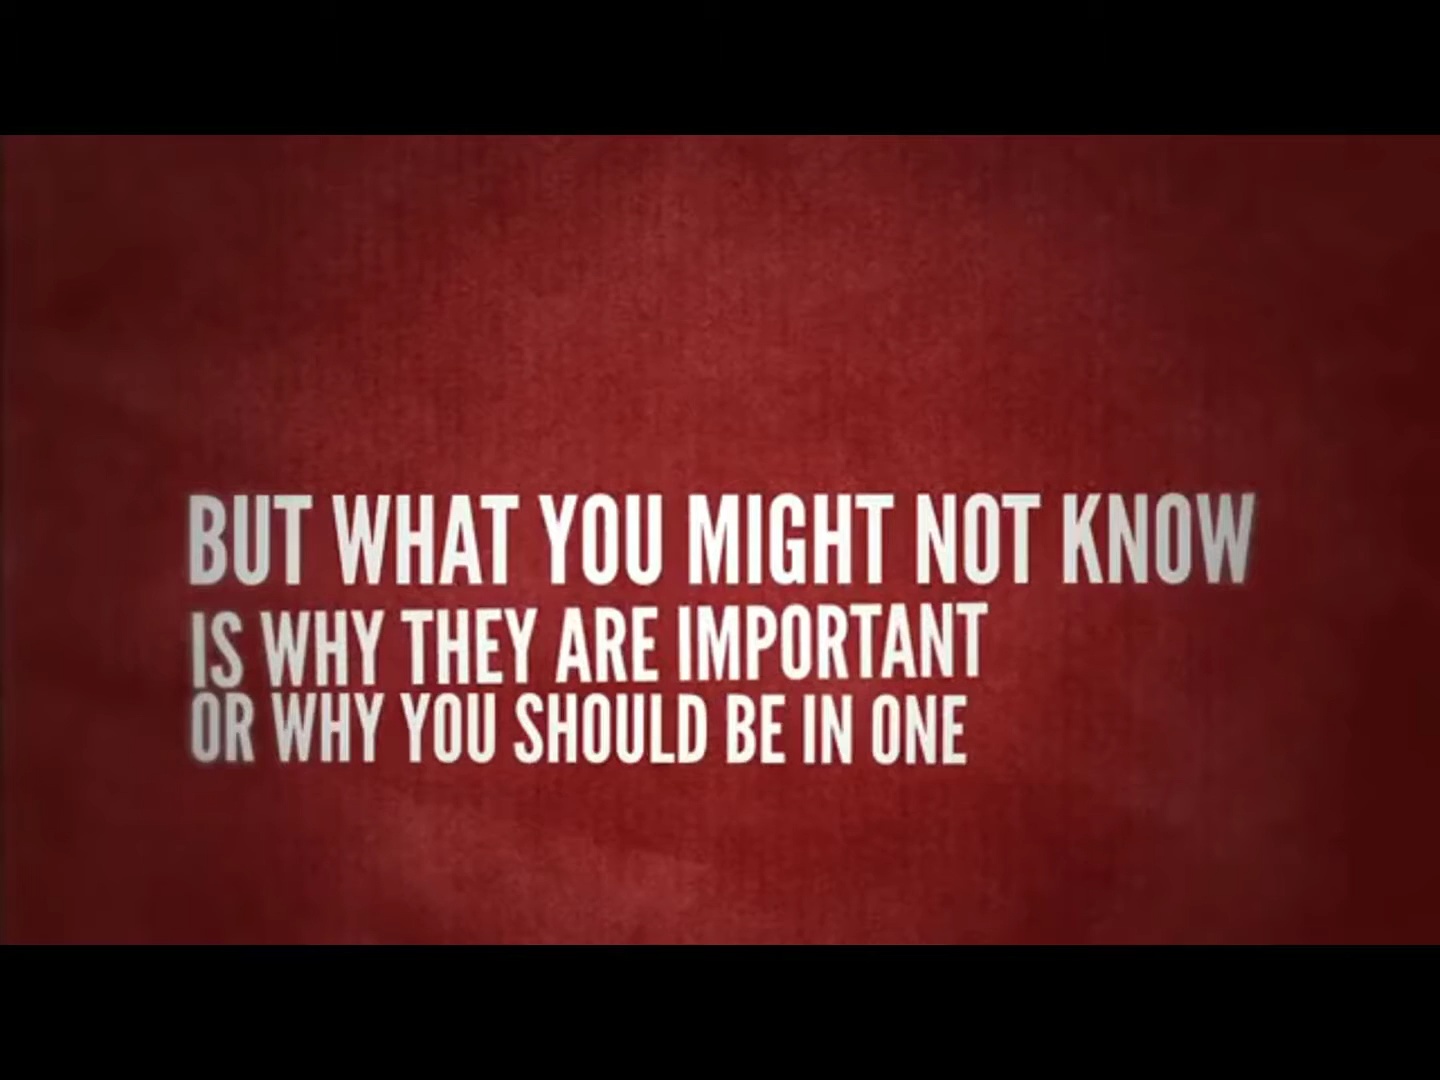 BUT WHAT YOU MIGHT NOT KNOW
IS WHY THEY ARE IMPORTANT
OR WHY YOU SHOULD BE IN ONE